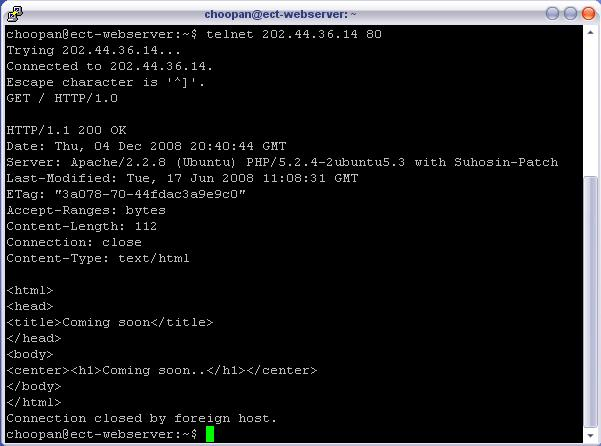 choopan@ect-webserver: ~
choopan@ect-webserver:~$ telnet 202.44.36.14 80
Trying 202.44.36.14...
Connected to 202.44.36.14.
Escape character is '^]'.
GET / HTTP/1.0

HTTP/1.1 200 OK
Date: Thu, 04 Dec 2008 20:40:44 GMT
Server: Apache/2.2.8 (Ubuntu) PHP/5.2.4-2ubuntu5.3 with Suhosin-Patch
Last-Modified: Tue, 17 Jun 2008 11:08:31 GMT
ETag: "3a078-70-44fdac3a9e9c0"
Accept-Ranges: bytes
Content-Length: 112
Connection: close
Content-Type: text/html

<html>
<head>
<title>Coming soon</title>
</head>
<body>
<center><h1>Coming soon..</h1></center>
</body>
</html>
Connection closed by foreign host.
choopan@ect-webserver:~$